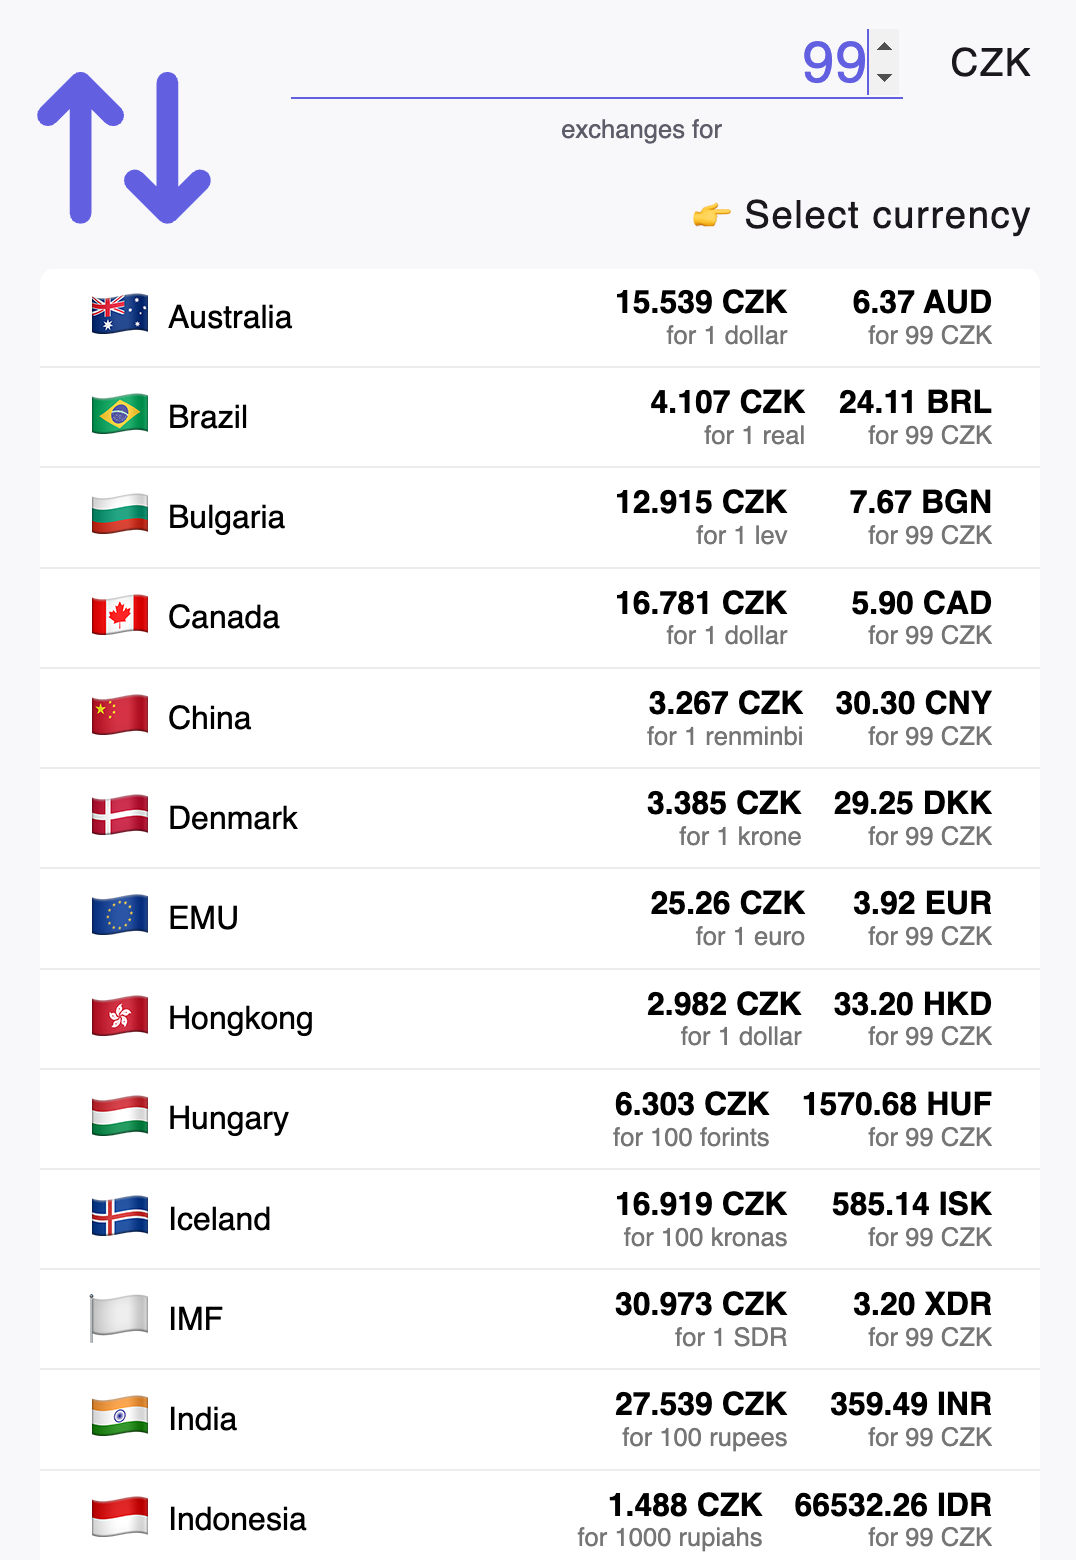 99 CZK
exchanges for
👉 Select currency
Australia 15.539 CZK 6.37 AUD
for 1 dollar for 99 CZK
Brazil 4.107 CZK 24.11 BRL
for 1 real for 99 CZK
Bulgaria 12.915 CZK 7.67 BGN
for 1 lev for 99 CZK
Canada 16.781 CZK 5.90 CAD
for 1 dollar for 99 CZK
China 3.267 CZK 30.30 CNY
for 1 renminbi for 99 CZK
Denmark 3.385 CZK 29.25 DKK
for 1 krone for 99 CZK
EMU 25.26 CZK 3.92 EUR
for 1 euro for 99 CZK
Hongkong 2.982 CZK 33.20 HKD
for 1 dollar for 99 CZK
Hungary 6.303 CZK 1570.68 HUF
for 100 forints for 99 CZK
Iceland 16.919 CZK 585.14 ISK
for 100 kronas for 99 CZK
IMF 30.973 CZK 3.20 XDR
for 1 SDR for 99 CZK
India 27.539 CZK 359.49 INR
for 100 rupees for 99 CZK
Indonesia 1.488 CZK 66532.26 IDR
for 1000 rupiahs for 99 CZK